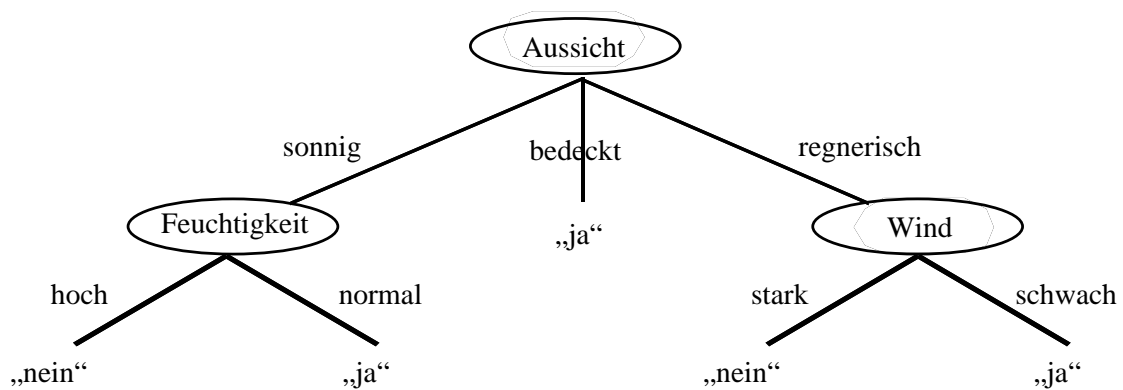 Aussicht
sonnig bedeckt regnerisch
Feuchtigkeit „ja“ Wind
hoch normal stark schwach
„nein“ „ja“ „nein“ „ja“